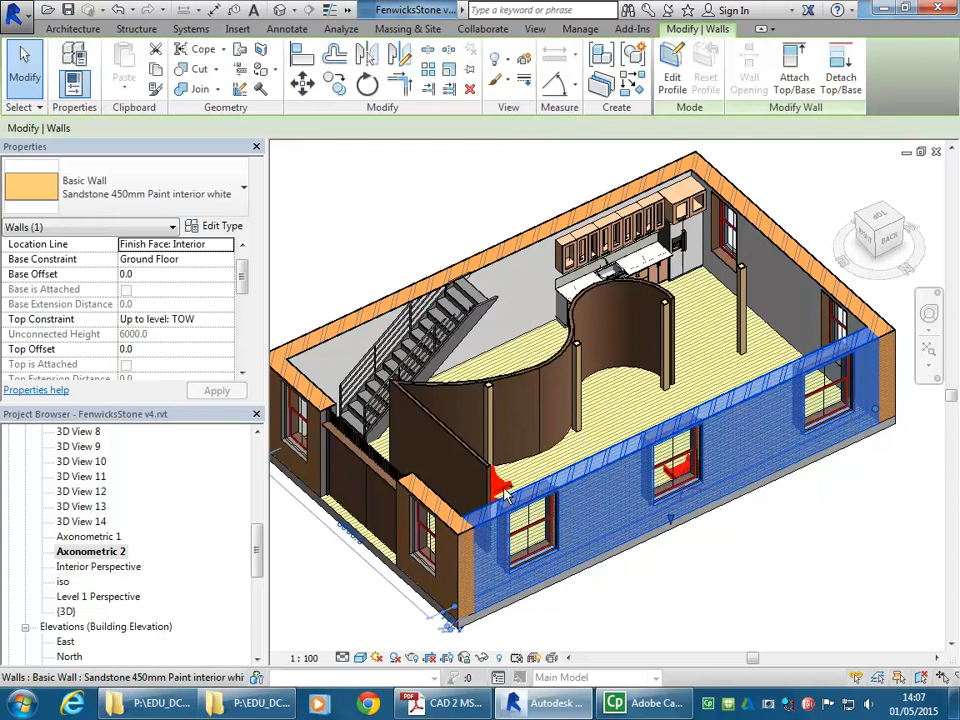 FenwicksStone v...
Type a keyword or phrase
Sign In
Architecture Structure Systems Insert Annotate Analyze Massing & Site Collaborate View Manage Add-Ins Modify | Walls
Modify
Paste
Cope
Cut
Join
Edit Profile
Reset Profile
Wall Opening
Attach Top/Base
Detach Top/Base
Select Properties Clipboard Geometry Modify View Measure Create Mode Modify Wall
Modify | Walls
Properties
Basic Wall
Sandstone 450mm Paint interior white
Walls (1)
Edit Type
Location Line Finish Face: Interior
Base Constraint Ground Floor
Base Offset 0.0
Base is Attached
Base Extension Distance 0.0
Top Constraint Up to level: TOW
Unconnected Height 6000.0
Top Offset 0.0
Top is Attached
Top Extension Distance 0.0
Properties help
Apply
Project Browser - FenwicksStone v4.rvt
3D View 8
3D View 9
3D View 10
3D View 11
3D View 12
3D View 13
3D View 14
Axonometric 1
Axonometric 2
Interior Perspective
iso
Level 1 Perspective
{3D}
Elevations (Building Elevation)
East
North
TOP
BACK
1 : 100
Walls : Basic Wall : Sandstone 450mm Paint interior whi
:0
Main Model
P:\EDU_DC...
P:\EDU_DC...
CAD 2 MS...
Autodesk ...
Adobe Ca...
14:07
01/05/2015